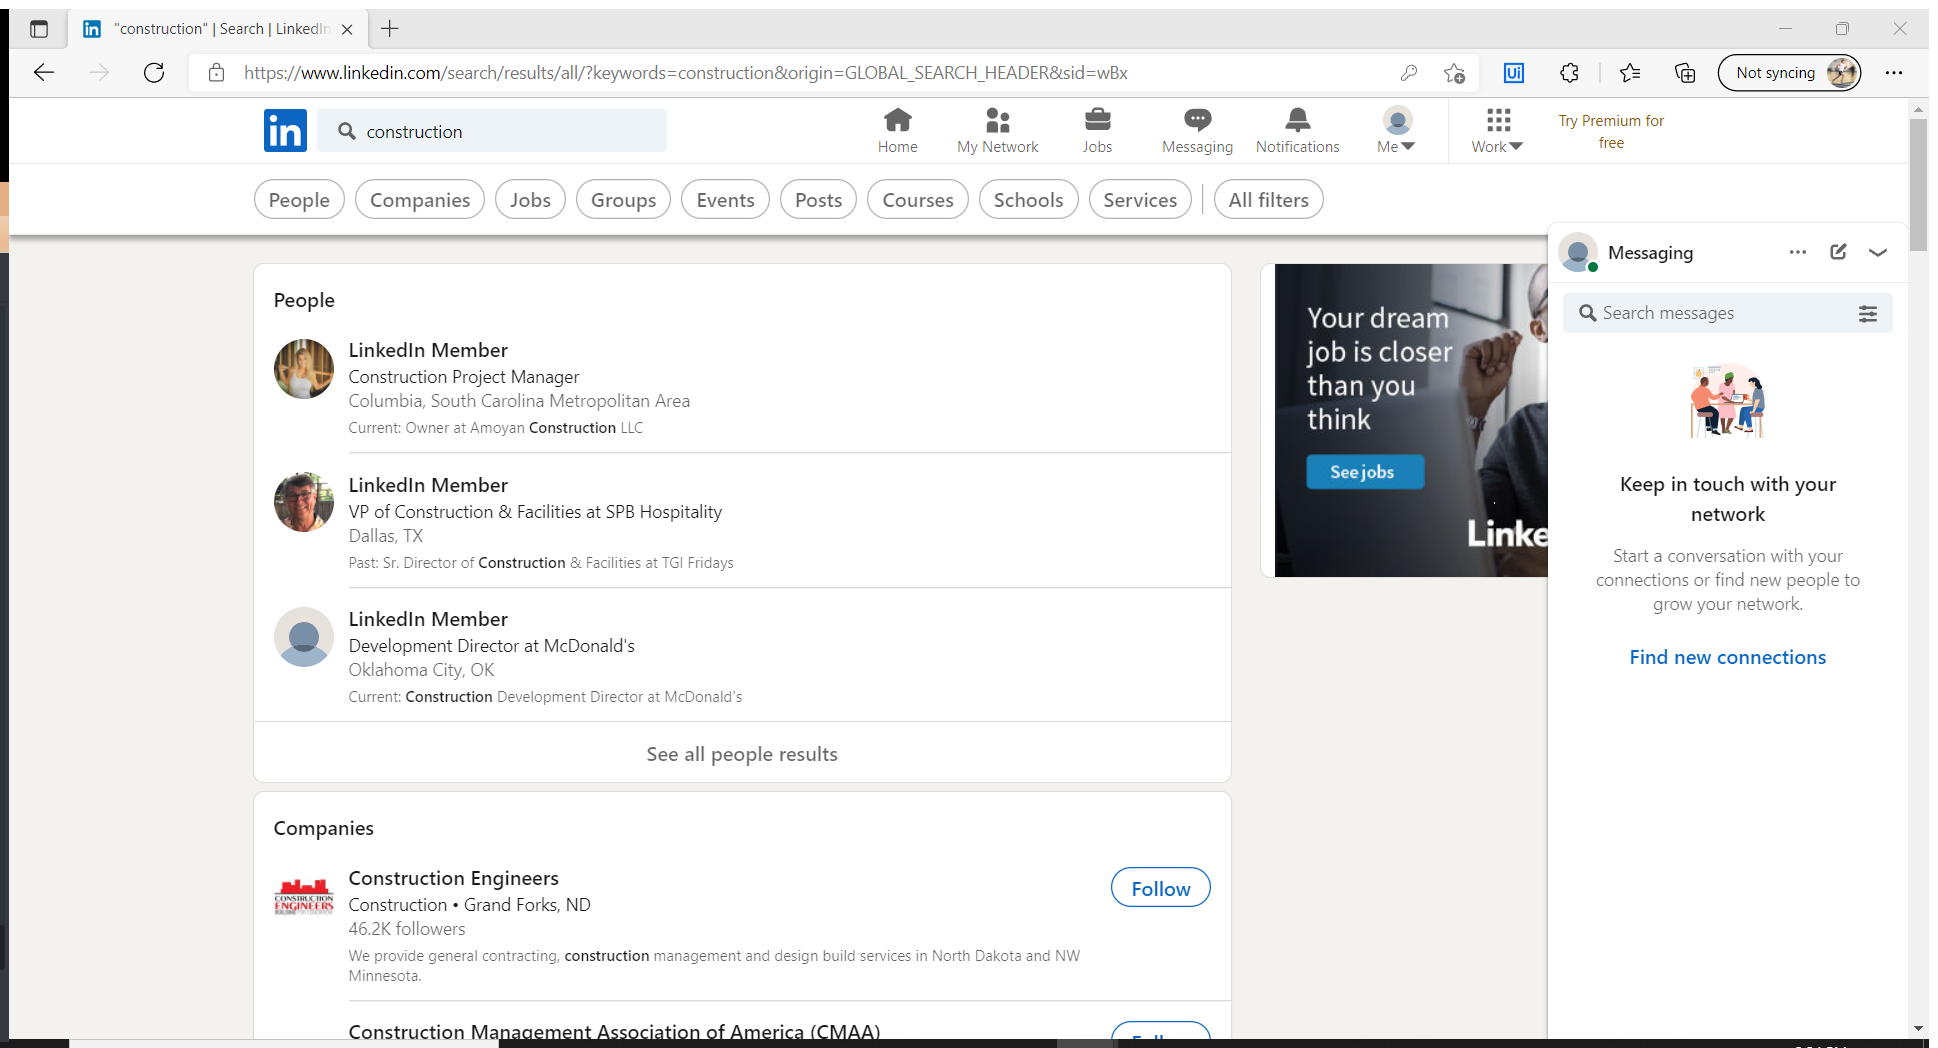 "construction" | Search | LinkedIn
https://www.linkedin.com/search/results/all/?keywords=construction&origin=GLOBAL_SEARCH_HEADER&sid=wBx
Ui
Not syncing
in
construction
Home
My Network
Jobs
Messaging
Notifications
Me
Work
Try Premium for
free
People
Companies
Jobs
Groups
Events
Posts
Courses
Schools
Services
All filters
People
LinkedIn Member
Construction Project Manager
Columbia, South Carolina Metropolitan Area
Current: Owner at Amoyan Construction LLC
LinkedIn Member
VP of Construction & Facilities at SPB Hospitality
Dallas, TX
Past: Sr. Director of Construction & Facilities at TGI Fridays
LinkedIn Member
Development Director at McDonald's
Oklahoma City, OK
Current: Construction Development Director at McDonald's
See all people results
Companies
CONSTRUCTION
ENGINEERS
Construction Engineers
Construction • Grand Forks, ND
46.2K followers
We provide general contracting, construction management and design build services in North Dakota and NW
Minnesota.
Follow
Construction Management Association of America (CMAA)
Follow
Your dream
job is closer
than you
think
See jobs
Linke
Messaging
Search messages
Keep in touch with your
network
Start a conversation with your
connections or find new people to
grow your network.
Find new connections